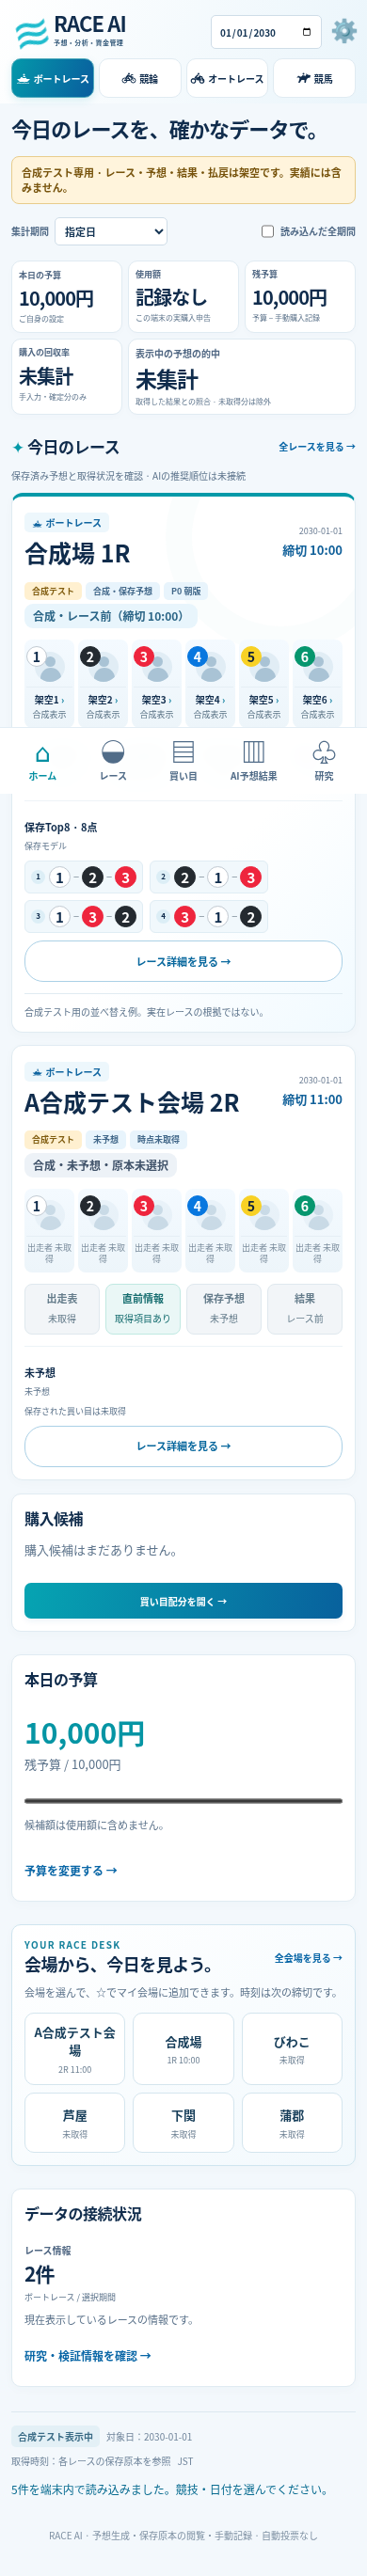 RACE AI
予想・分析・資金管理
01/01/2030
ボートレース
競輪
オートレース
競馬
今日のレースを、確かなデータで。
合成テスト専用・レース・予想・結果・払戻は架空です。実績には含
みません。
集計期間
指定日
読み込んだ全期間
本日の予算
10,000円
ご自身の設定
使用額
記録なし
この端末の実購入申告
残予算
10,000円
予算 − 手動購入記録
購入の回収率
未集計
手入力・確定分のみ
表示中の予想の的中
未集計
取得した結果との照合・未取得分は除外
✦ 今日のレース
全レースを見る →
保存済み予想と取得状況を確認・AIの推奨順位は未接続
ボートレース
2030-01-01
合成場 1R
締切 10:00
合成テスト
合成・保存予想
P0 朝版
合成・レース前（締切 10:00）
1
2
3
4
5
6
架空1 ›
架空2 ›
架空3 ›
架空4 ›
架空5 ›
架空6 ›
合成表示
合成表示
合成表示
合成表示
合成表示
合成表示
ホーム
レース
買い目
AI予想結果
研究
保存Top8・8点
保存モデル
1 1–2–3
2 2–1–3
3 1–3–2
4 3–1–2
レース詳細を見る →
合成テスト用の並べ替え例。実在レースの根拠ではない。
ボートレース
2030-01-01
A合成テスト会場 2R
締切 11:00
合成テスト
未予想
時点未取得
合成・未予想・原本未選択
1
2
3
4
5
6
出走者 未取
得
出走者 未取
得
出走者 未取
得
出走者 未取
得
出走者 未取
得
出走者 未取
得
出走表
未取得
直前情報
取得項目あり
保存予想
未予想
結果
レース前
未予想
未予想
保存された買い目は未取得
レース詳細を見る →
購入候補
購入候補はまだありません。
買い目配分を開く →
本日の予算
10,000円
残予算 / 10,000円
候補額は使用額に含めません。
予算を変更する →
YOUR RACE DESK
会場から、今日を見よう。
全会場を見る →
会場を選んで、☆でマイ会場に追加できます。時刻は次の締切です。
A合成テスト会
場
2R 11:00
合成場
1R 10:00
びわこ
未取得
芦屋
未取得
下関
未取得
蒲郡
未取得
データの接続状況
レース情報
2件
ボートレース / 選択期間
現在表示しているレースの情報です。
研究・検証情報を確認 →
合成テスト表示中
対象日：2030-01-01
取得時刻：各レースの保存原本を参照 JST
5件を端末内で読み込みました。競技・日付を選んでください。
RACE AI・予想生成・保存原本の閲覧・手動記録・自動投票なし